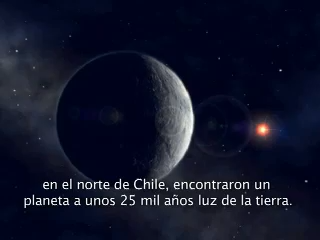 en el norte de Chile, encontraron un
planeta a unos 25 mil años luz de la tierra.